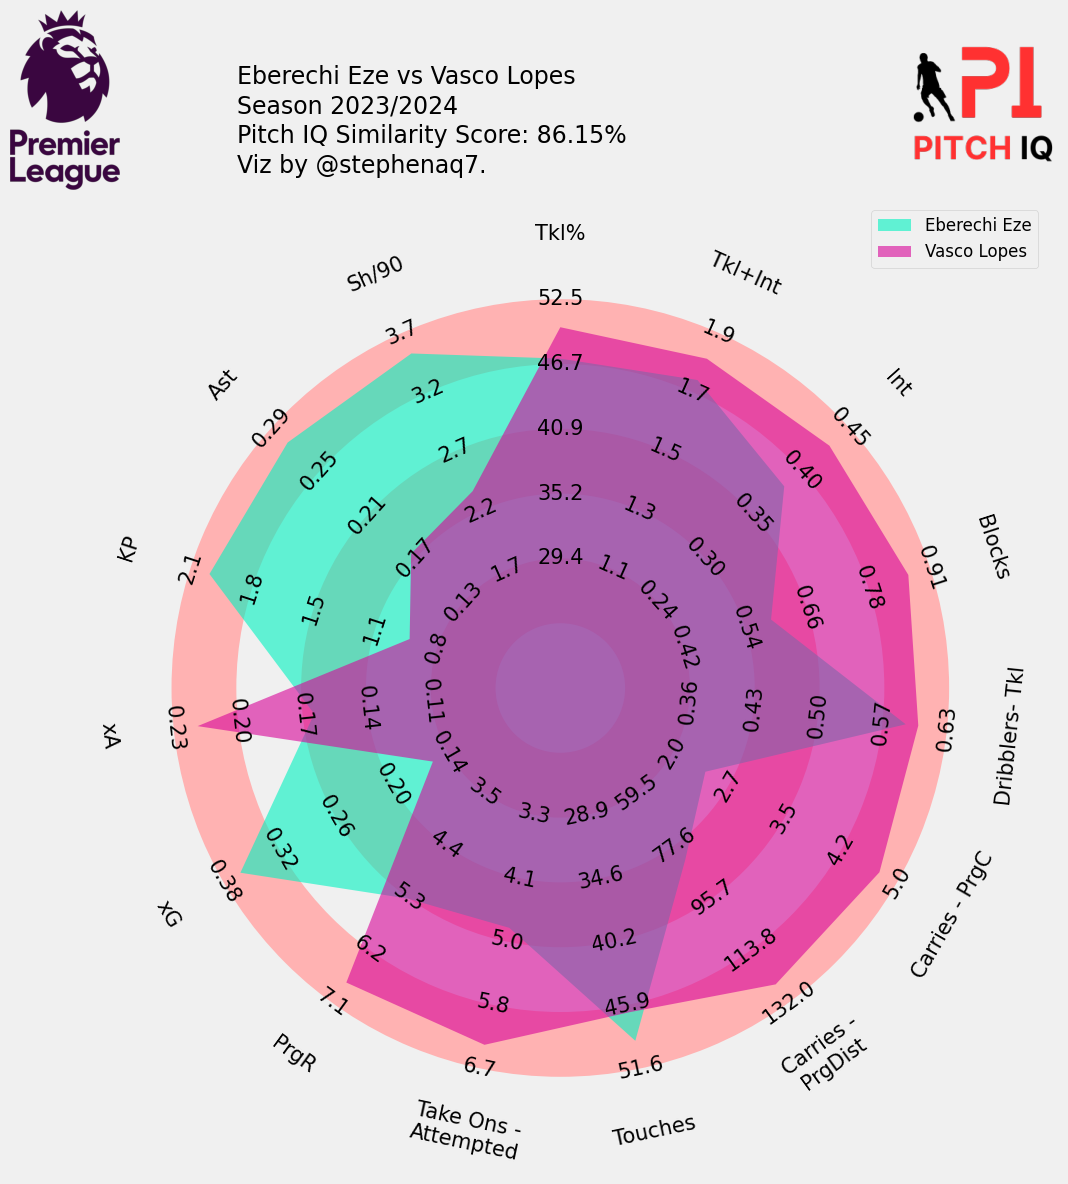 Premier
League
Eberechi Eze vs Vasco Lopes
Season 2023/2024
Pitch IQ Similarity Score: 86.15%
Viz by @stephenaq7.
PI
PITCH IQ
Eberechi Eze
Vasco Lopes
Tkl%
52.5
46.7
40.9
35.2
29.4
Tkl+Int
1.9
1.7
1.5
1.3
1.1
Int
0.45
0.40
0.35
0.30
0.24
Blocks
0.91
0.78
0.66
0.54
0.42
Dribblers- Tkl
0.63
0.57
0.50
0.43
0.36
Carries - PrgC
5.0
4.2
3.5
2.7
2.0
Carries -
PrgDist
132.0
113.8
95.7
77.6
59.5
Touches
51.6
45.9
40.2
34.6
28.9
Take Ons -
Attempted
6.7
5.8
5.0
4.1
3.3
PrgR
7.1
6.2
5.3
4.4
3.5
xG
0.38
0.32
0.26
0.20
0.14
xA
0.23
0.20
0.17
0.14
0.11
KP
2.1
1.8
1.5
1.1
0.8
Ast
0.29
0.25
0.21
0.17
0.13
Sh/90
3.7
3.2
2.7
2.2
1.7